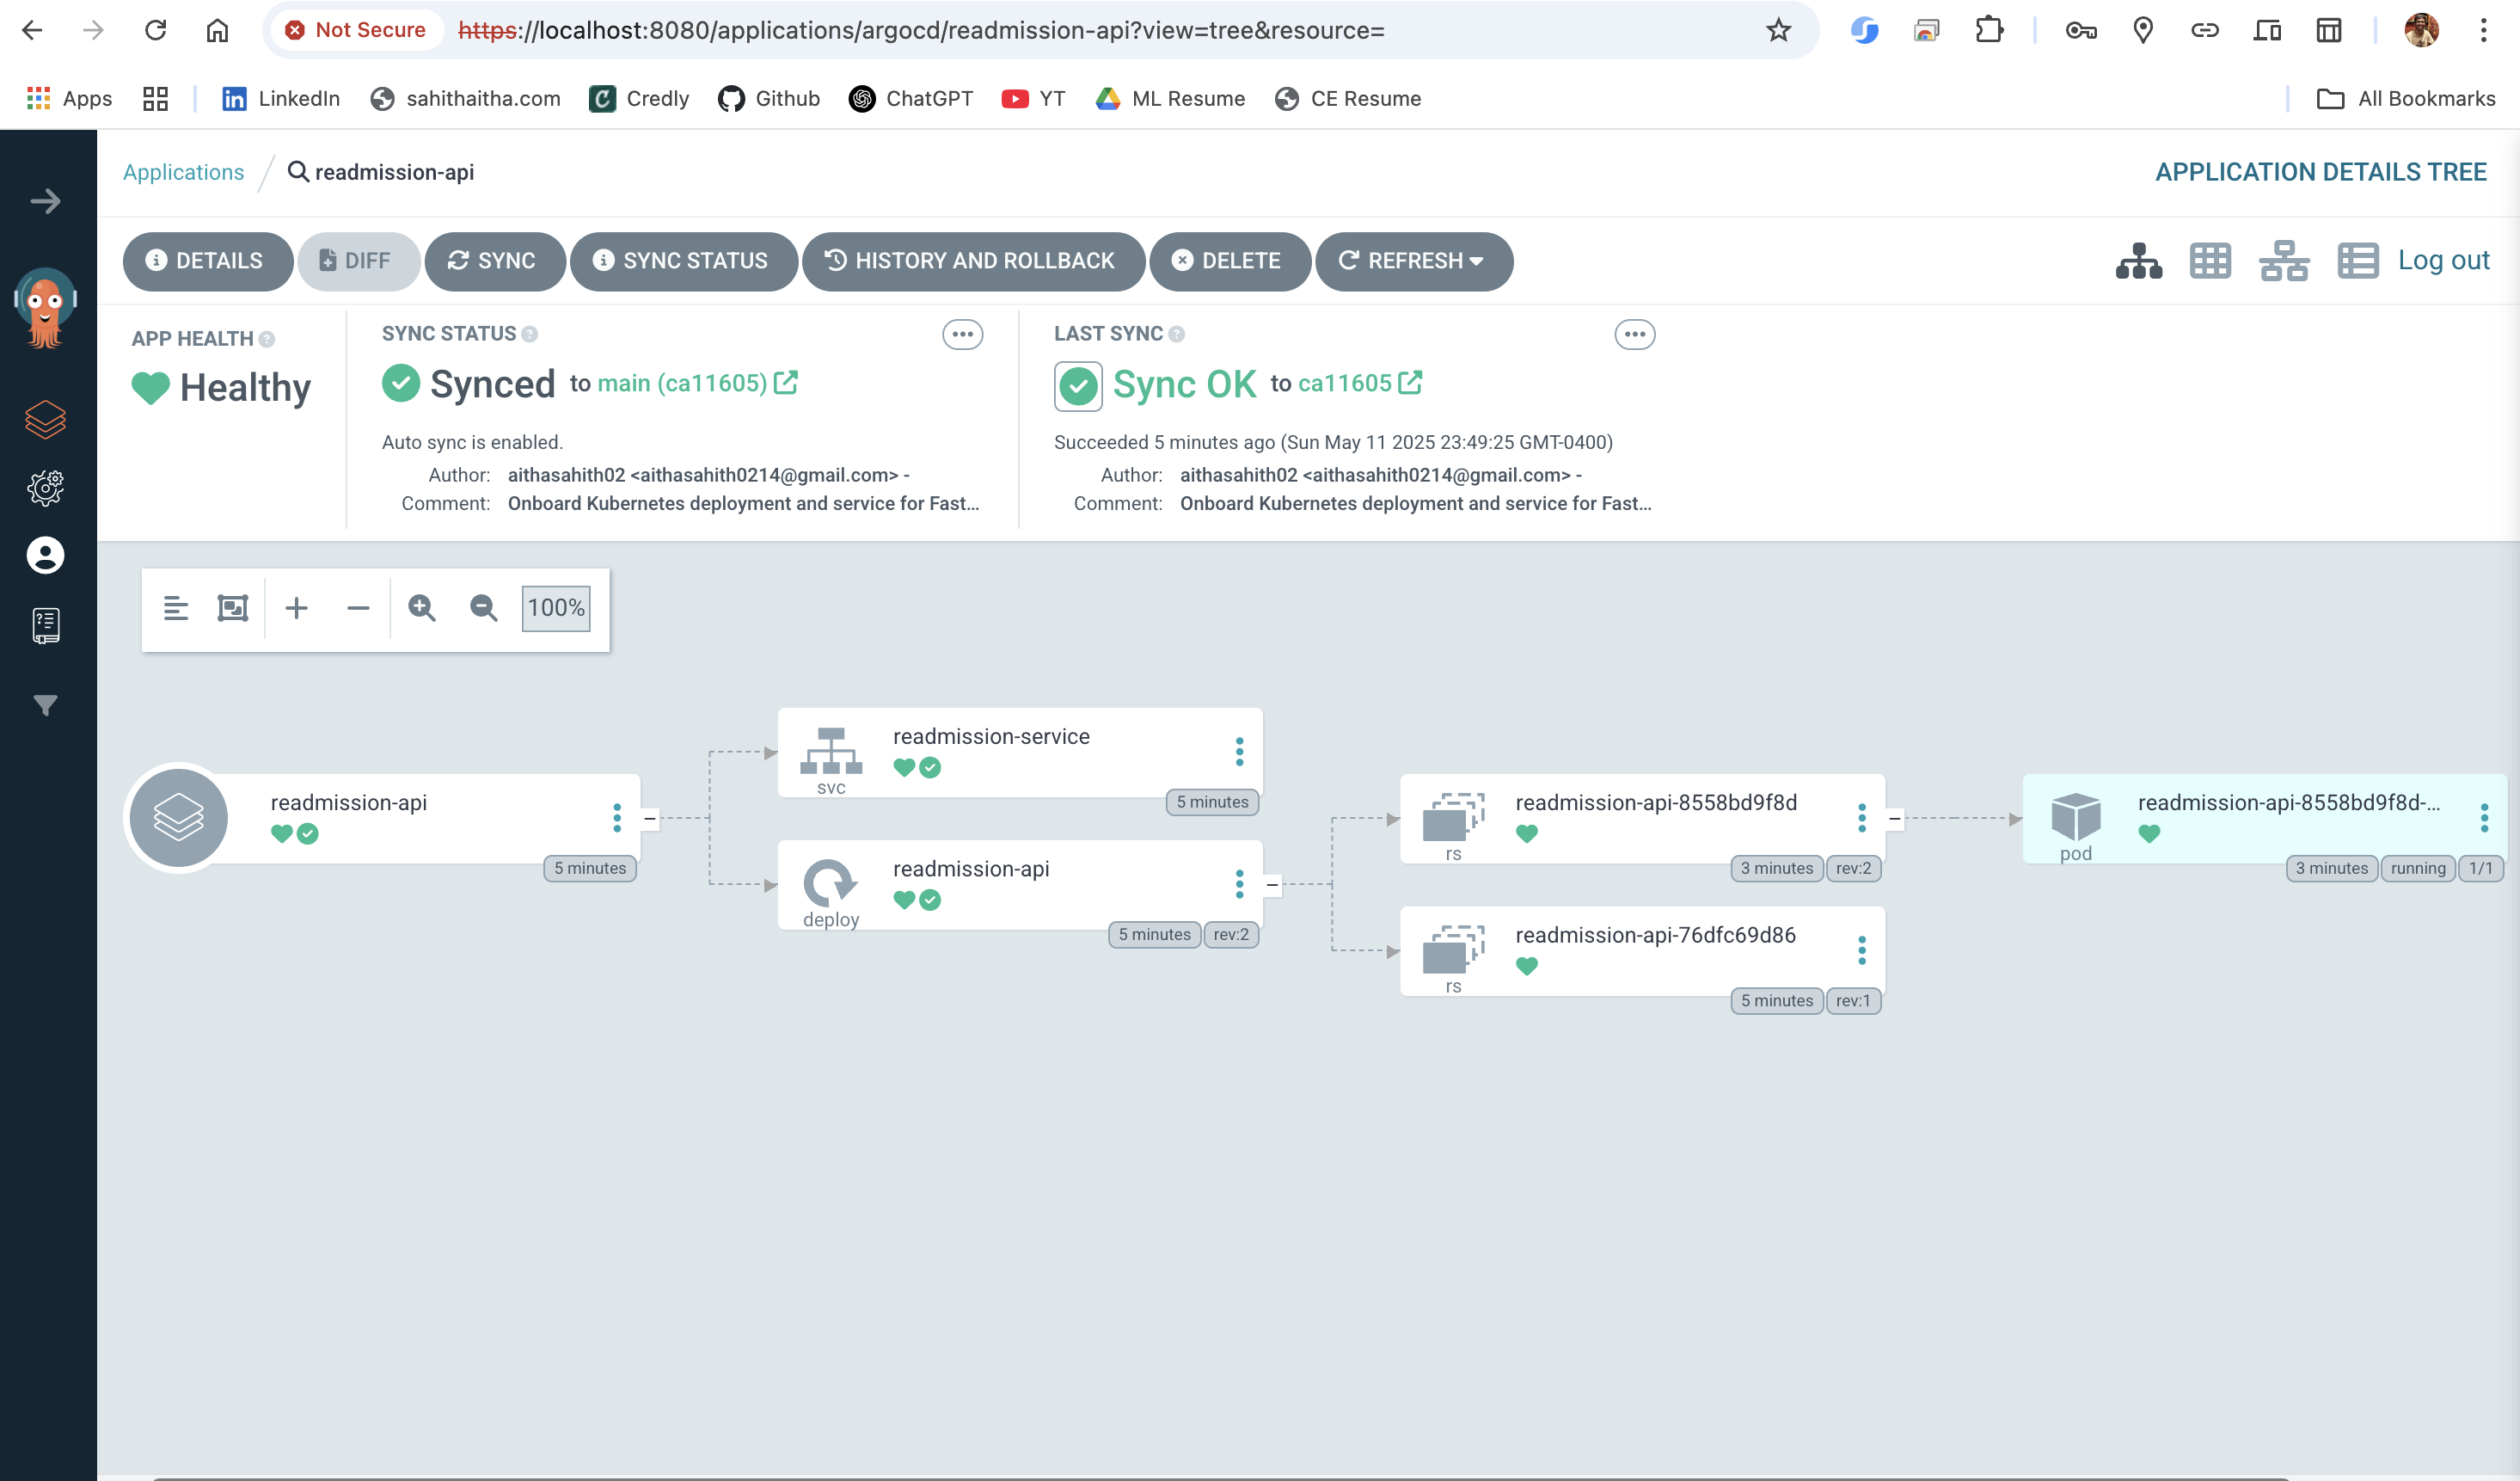 Not Secure https://localhost:8080/applications/argocd/readmission-api?view=tree&resource=
Apps LinkedIn sahithaitha.com Credly Github ChatGPT YT ML Resume CE Resume All Bookmarks
Applications / readmission-api APPLICATION DETAILS TREE
DETAILS DIFF SYNC SYNC STATUS HISTORY AND ROLLBACK DELETE REFRESH Log out
APP HEALTH
Healthy
SYNC STATUS
Synced to main (ca11605)
Auto sync is enabled.
Author: aithasahith02 <aithasahith0214@gmail.com> -
Comment: Onboard Kubernetes deployment and service for Fast...
LAST SYNC
Sync OK to ca11605
Succeeded 5 minutes ago (Sun May 11 2025 23:49:25 GMT-0400)
Author: aithasahith02 <aithasahith0214@gmail.com> -
Comment: Onboard Kubernetes deployment and service for Fast...
100%
readmission-api
5 minutes
readmission-service
svc
5 minutes
readmission-api
deploy
5 minutes rev:2
readmission-api-8558bd9f8d
rs
3 minutes rev:2
readmission-api-76dfc69d86
rs
5 minutes rev:1
readmission-api-8558bd9f8d-...
pod
3 minutes running 1/1